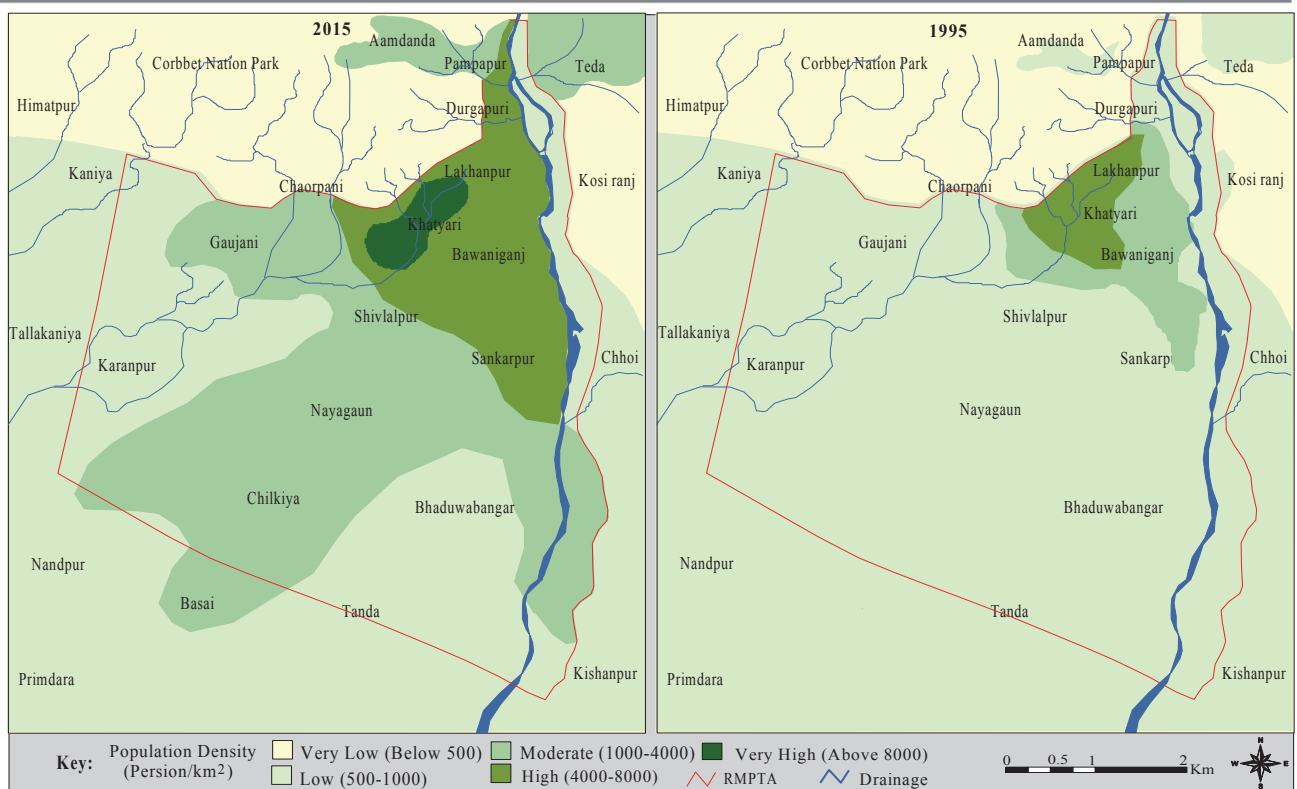 2015
Aamdanda
Corbbet Nation Park
Pampapur
Teda
Himatpur
Durgapuri
Kaniya
Lakhanpur
Chaorpani
Kosi ranj
Khatyari
Gaujani
Bawaniganj
Shivlalpur
Tallakaniya
Sankarpur
Chhoi
Karanpur
Nayagaun
Chilkiya
Bhaduwabangar
Nandpur
Basai
Tanda
Primdara
Kishanpur
1995
Aamdanda
Corbbet Nation Park
Pampapur
Teda
Himatpur
Durgapuri
Kaniya
Lakhanpur
Chaorpani
Kosi ranj
Khatyari
Gaujani
Bawaniganj
Shivlalpur
Tallakaniya
Sankarpu
Chhoi
Karanpur
Nayagaun
Bhaduwabangar
Nandpur
Tanda
Primdara
Kishanpur
Key:
Population Density
(Persion/km2)
Very Low (Below 500)
Low (500-1000)
Moderate (1000-4000)
High (4000-8000)
Very High (Above 8000)
RMPTA
Drainage
0 0.5 1 2
Km
N
W E
S